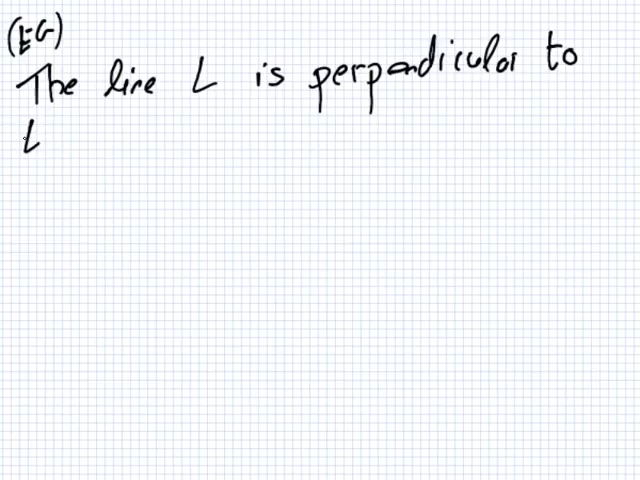 (EG)
The line L is perpendicular to
L